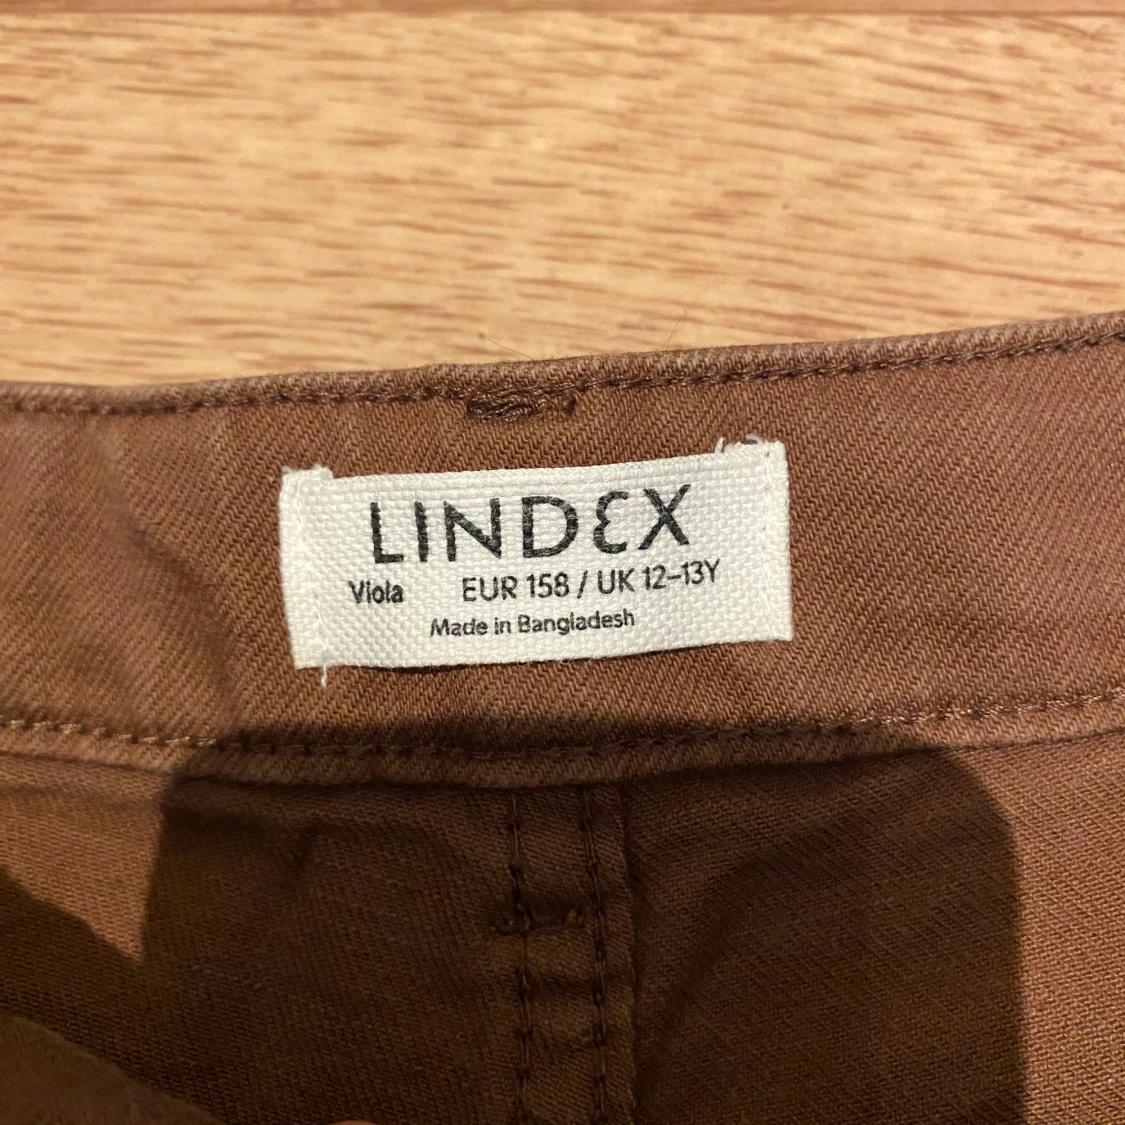 LINDEX
Viola EUR 158 / UK 12–13Y
Made in Bangladesh